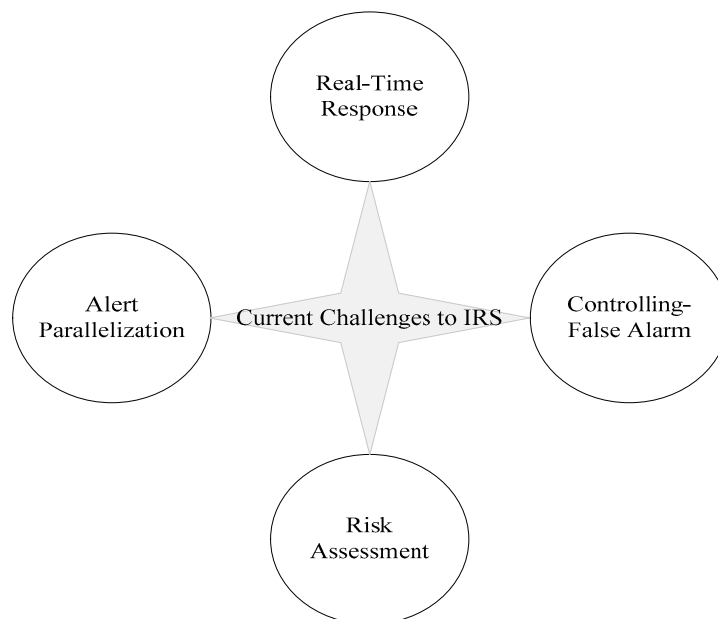 Real-Time
Response
Alert
Parallelization
Current Challenges to IRS
Controlling-
False Alarm
Risk
Assessment